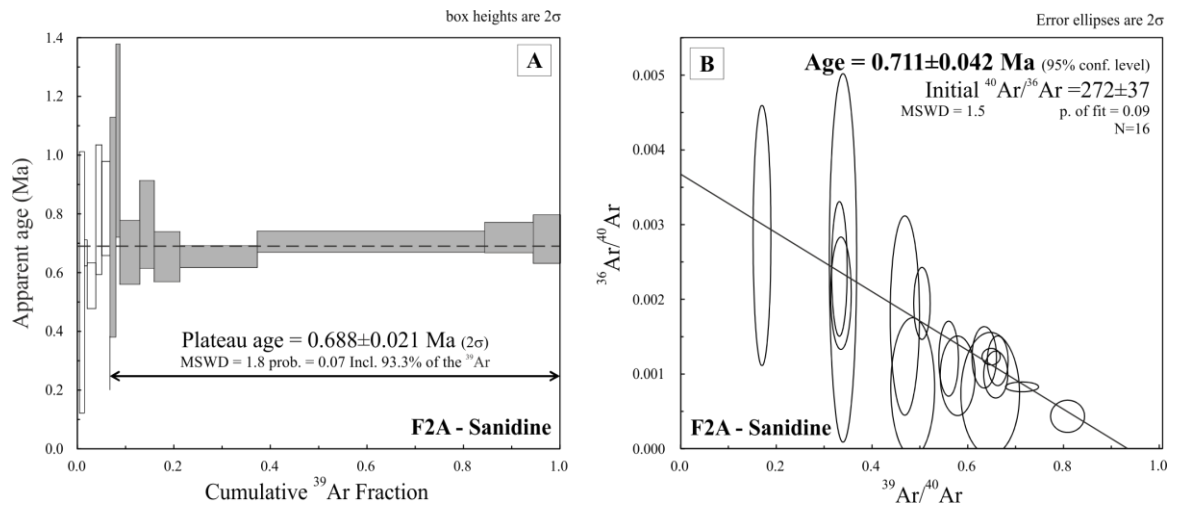 box heights are 2σ
A
1.4
1.2
1.0
0.8
0.6
0.4
0.2
0.0
Apparent age (Ma)
Plateau age = 0.688±0.021 Ma (2σ)
MSWD = 1.8 prob. = 0.07 Incl. 93.3% of the ³⁹Ar
F2A - Sanidine
0.0 0.2 0.4 0.6 0.8 1.0
Cumulative ³⁹Ar Fraction
Error ellipses are 2σ
B
Age = 0.711±0.042 Ma (95% conf. level)
Initial ⁴⁰Ar/³⁶Ar =272±37
MSWD = 1.5 p. of fit = 0.09
N=16
0.005
0.004
0.003
0.002
0.001
0.000
³⁶Ar/⁴⁰Ar
F2A - Sanidine
0.0 0.2 0.4 0.6 0.8 1.0
³⁹Ar/⁴⁰Ar